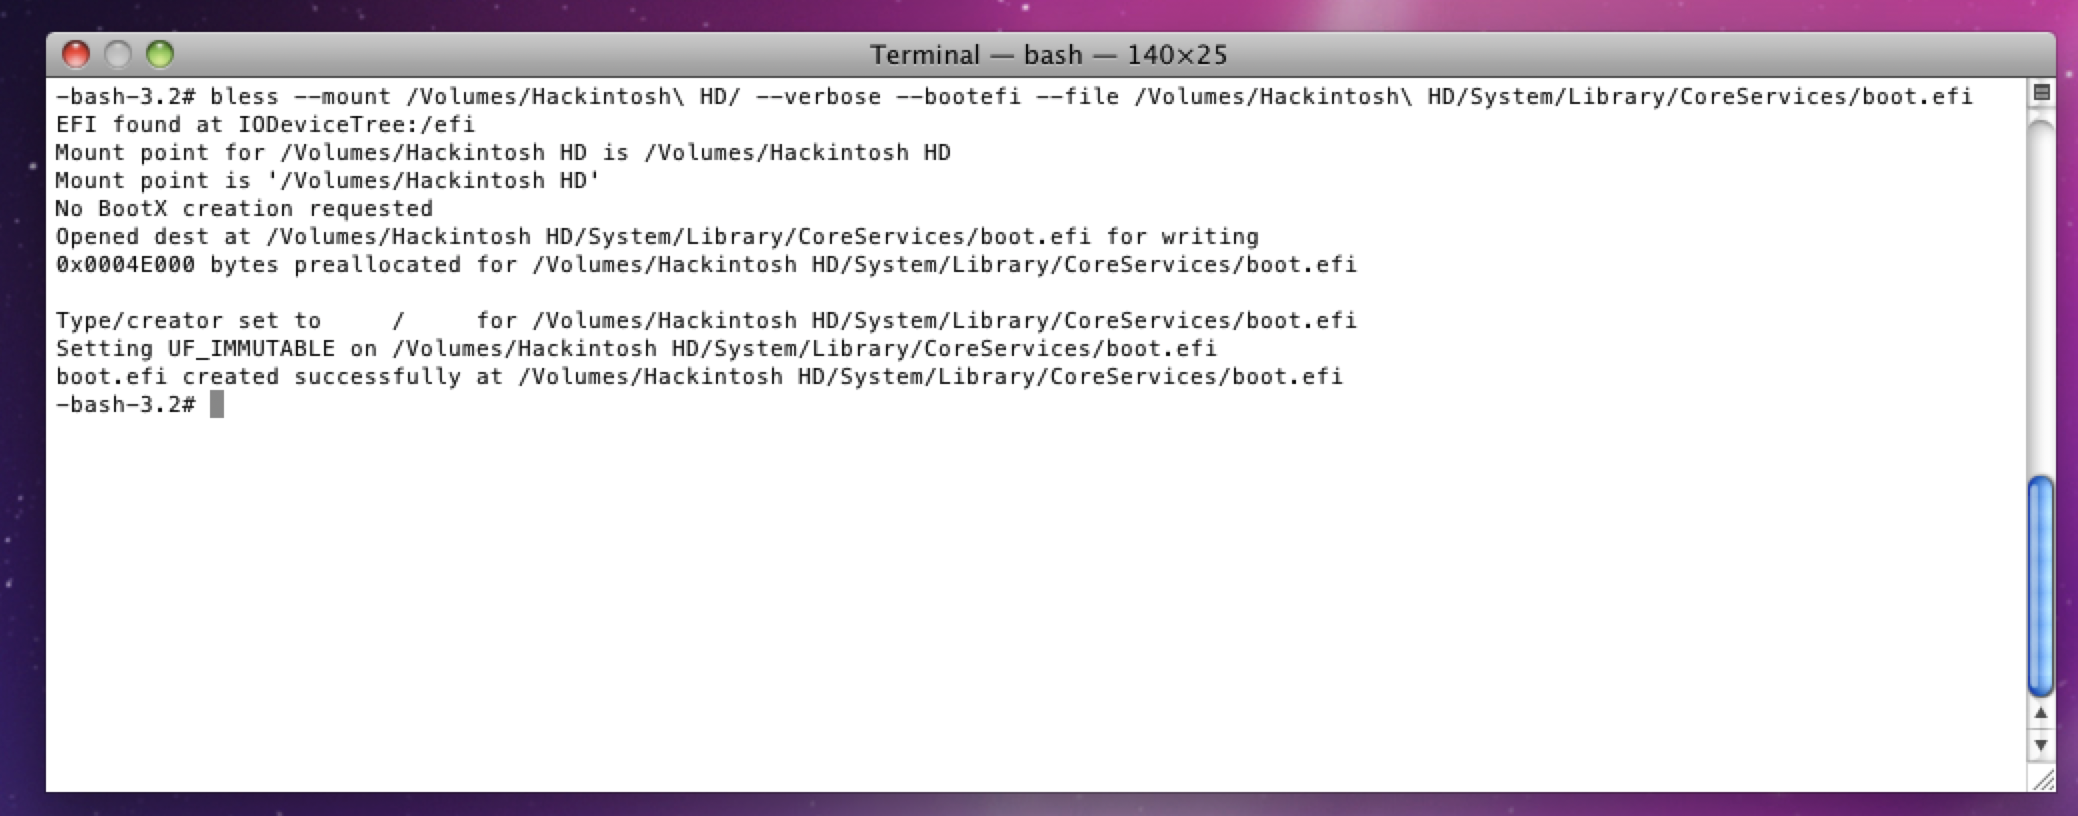 Terminal — bash — 140×25
-bash-3.2# bless --mount /Volumes/Hackintosh\ HD/ --verbose --bootefi --file /Volumes/Hackintosh\ HD/System/Library/CoreServices/boot.efi
EFI found at IODeviceTree:/efi
Mount point for /Volumes/Hackintosh HD is /Volumes/Hackintosh HD
Mount point is '/Volumes/Hackintosh HD'
No BootX creation requested
Opened dest at /Volumes/Hackintosh HD/System/Library/CoreServices/boot.efi for writing
0x0004E000 bytes preallocated for /Volumes/Hackintosh HD/System/Library/CoreServices/boot.efi

Type/creator set to     /     for /Volumes/Hackintosh HD/System/Library/CoreServices/boot.efi
Setting UF_IMMUTABLE on /Volumes/Hackintosh HD/System/Library/CoreServices/boot.efi
boot.efi created successfully at /Volumes/Hackintosh HD/System/Library/CoreServices/boot.efi
-bash-3.2#